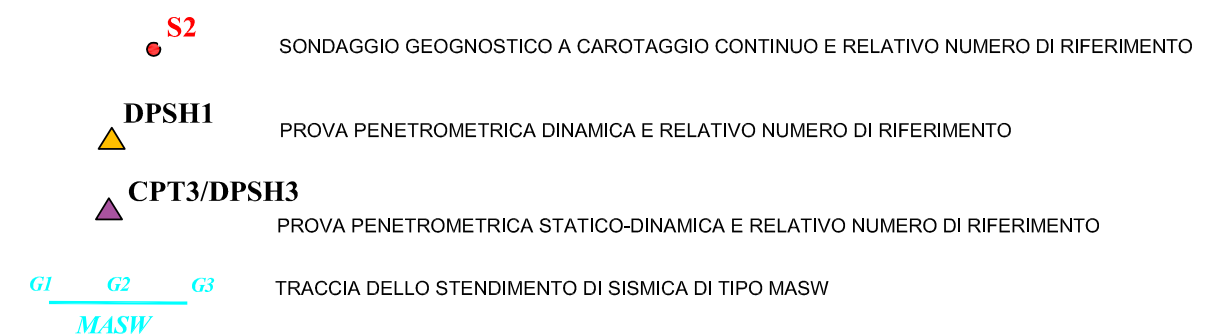 S2
SONDAGGIO GEOGNOSTICO A CAROTAGGIO CONTINUO E RELATIVO NUMERO DI RIFERIMENTO
DPSH1
PROVA PENETROMETRICA DINAMICA E RELATIVO NUMERO DI RIFERIMENTO
CPT3/DPSH3
PROVA PENETROMETRICA STATICO-DINAMICA E RELATIVO NUMERO DI RIFERIMENTO
G1 G2 G3
TRACCIA DELLO STENDIMENTO DI SISMICA DI TIPO MASW
MASW